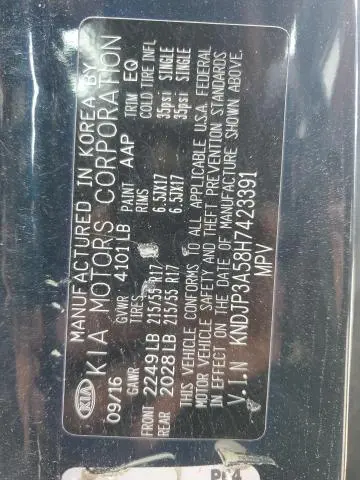 MANUFACTURED IN KOREA BY
KIA KIA MOTORS CORPORATION
09/16 GVWR 4101LB PAINT AAP TRIM EQ
GAWR TIRES RIMS COLD TIRE INFL
FRONT 2249LB 215/55 R17 6.5JX17 35psi SINGLE
REAR 2028LB 215/55 R17 6.5JX17 35psi SINGLE
THIS VEHICLE CONFORMS TO ALL APPLICABLE U.S.A. FEDERAL
MOTOR VEHICLE SAFETY AND THEFT PREVENTION STANDARDS
IN EFFECT ON THE DATE OF MANUFACTURE SHOWN ABOVE.
V.I.N KNDJP3A58H7423391
MPV